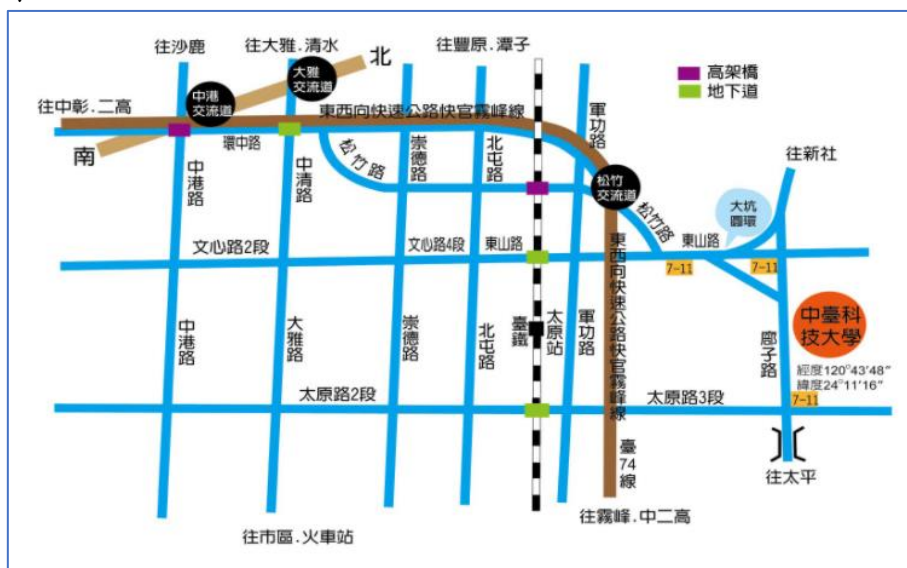 往沙鹿
往大雅.清水
北
往豐原.潭子
大雅
交流道
中港
交流道
高架橋
地下道
往中彰.二高
東西向快速公路快官霧峰線
南
環中路
松竹路
崇德路
北屯路
軍功路
中港路
中清路
松竹
交流道
松竹路
往新社
大坑
圓環
文心路2段
文心路4段
東山路
東山路
7-11
7-11
東西向快速公路快官霧峰線
中港路
大雅路
崇德路
北屯路
臺鐵
太原站
軍功路
廍子路
中臺科
技大學
經度120°43'48"
緯度24°11'16"
7-11
太原路2段
太原路3段
臺74線
往太平
往霧峰.中二高
往市區.火車站